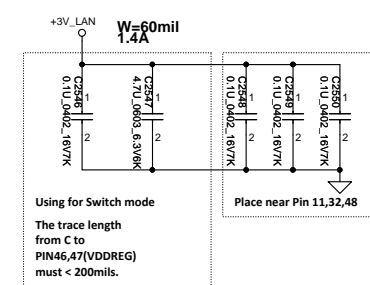 +3V_LAN
W=60mil
1.4A
C2546
0.1U_0402_16V7K
1
2
C2547
4.7U_0603_6.3V6K
1
2
C2548
0.1U_0402_16V7K
1
2
C2549
0.1U_0402_16V7K
1
2
C2550
0.1U_0402_16V7K
1
2
Using for Switch mode
The trace length
from C to
PIN46,47(VDDREG)
must < 200mils.
Place near Pin 11,32,48